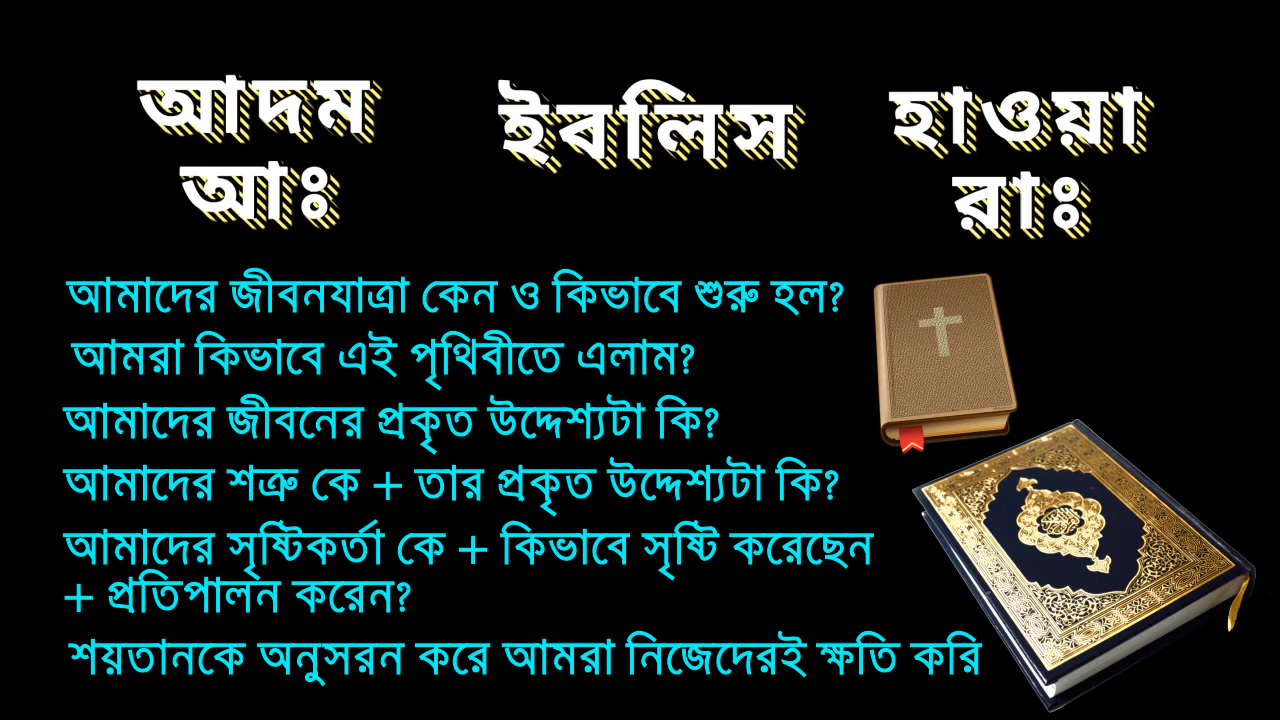 আদম
আঃ
ইবলিস
হাওয়া
রাঃ
আমাদের জীবনযাত্রা কেন ও কিভাবে শুরু হল?
আমরা কিভাবে এই পৃথিবীতে এলাম?
আমাদের জীবনের প্রকৃত উদ্দেশ্যটা কি?
আমাদের শত্রু কে + তার প্রকৃত উদ্দেশ্যটা কি?
আমাদের সৃষ্টিকর্তা কে + কিভাবে সৃষ্টি করেছেন
+ প্রতিপালন করেন?
শয়তানকে অনুসরন করে আমরা নিজেদেরই ক্ষতি করি